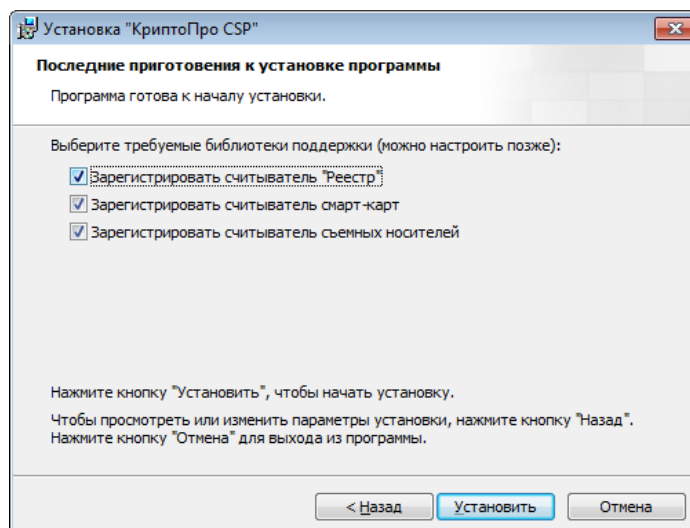 Установка "КриптоПро CSP"
Последние приготовения к установке программы
Программа готова к началу установки.
Выберите требуемые библиотеки поддержки (можно настроить позже):
Зарегистрировать считыватель "Реестр"
Зарегистрировать считыватель смарт-карт
Зарегистрировать считыватель съемных носителей
Нажмите кнопку "Установить", чтобы начать установку.
Чтобы просмотреть или изменить параметры установки, нажмите кнопку "Назад".
Нажмите кнопку "Отмена" для выхода из программы.
< Назад Установить Отмена